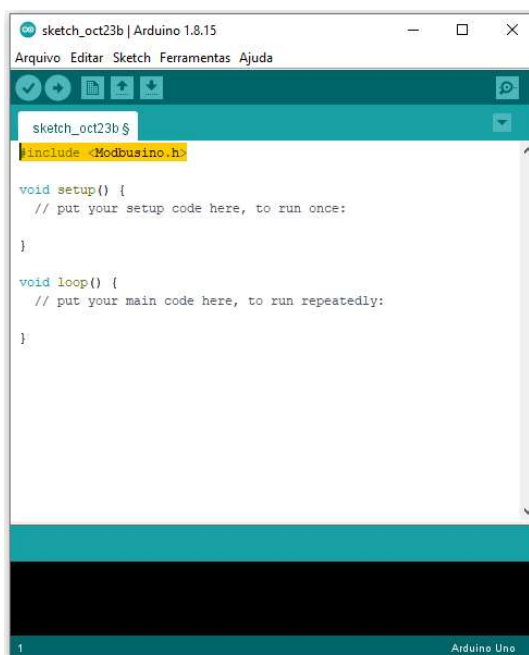 sketch_oct23b | Arduino 1.8.15
Arquivo Editar Sketch Ferramentas Ajuda
sketch_oct23b §
#include <Modbusino.h>
void setup() {
// put your setup code here, to run once:
}
void loop() {
// put your main code here, to run repeatedly:
}
1 Arduino Uno